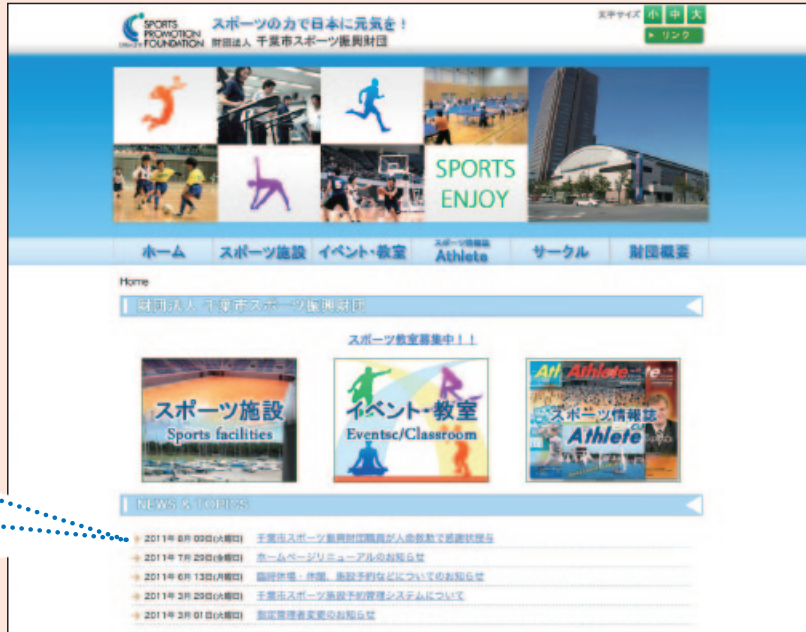 SPORTS
PROMOTION
FOUNDATION
スポーツの力で日本に元気を！
財団法人 千葉市スポーツ振興財団
文字サイズ 小 中 大
リンク
SPORTS
ENJOY
ホーム スポーツ施設 イベント・教室 スポーツ情報誌 Athlete サークル 財団概要
Home
財団法人 千葉市スポーツ振興財団
スポーツ教室募集中！！
スポーツ施設
Sports facilities
イベント・教室
Eventsc/Classroom
Athlete
スポーツ情報誌
Athlete
NEWS & TOPICS
2011年 8月 09日(火曜日) 千葉市スポーツ振興財団職員が人命救助で感謝状授与
2011年 7月 29日(金曜日) ホームページリニューアルのお知らせ
2011年 6月 13日(月曜日) 臨時休場・休館、施設予約などについてのお知らせ
2011年 3月 29日(火曜日) 千葉市スポーツ施設予約管理システムについて
2011年 3月 01日(火曜日) 指定管理者変更のお知らせ